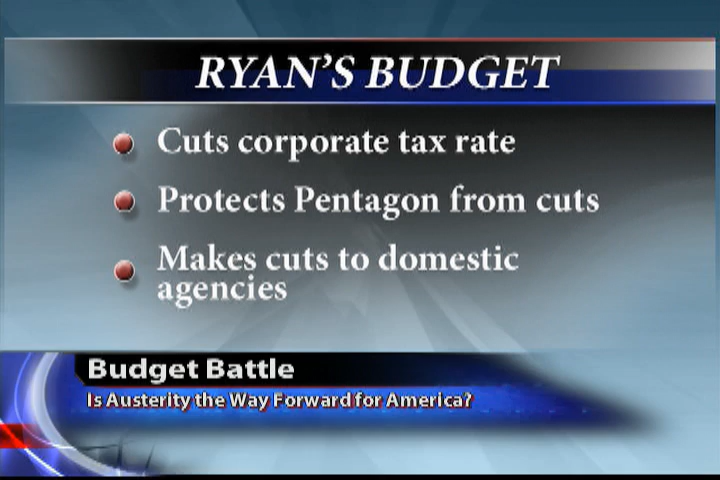 RYAN'S BUDGET
Cuts corporate tax rate
Protects Pentagon from cuts
Makes cuts to domestic
agencies
Budget Battle
Is Austerity the Way Forward for America?